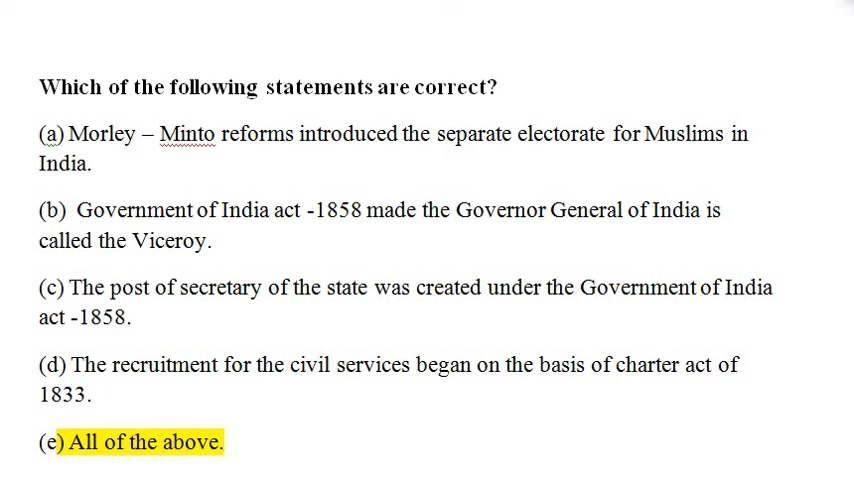 Which of the following statements are correct?
(a) Morley – Minto reforms introduced the separate electorate for Muslims in
India.
(b) Government of India act -1858 made the Governor General of India is
called the Viceroy.
(c) The post of secretary of the state was created under the Government of India
act -1858.
(d) The recruitment for the civil services began on the basis of charter act of
1833.
(e) All of the above.